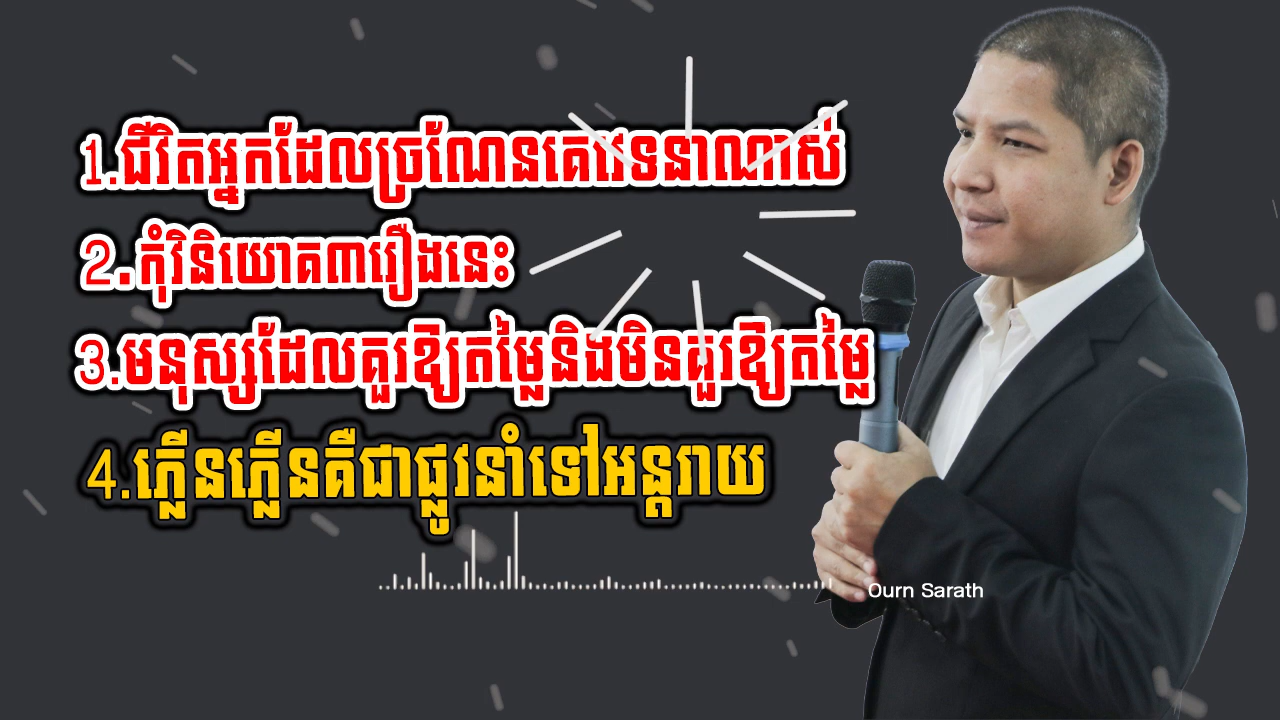 1.ជីវិតអ្នកដែលច្រណែនគេវេទនាណាស់
2.កុំវិនិយោគ៣រឿងនេះ
3.មនុស្សដែលគួរឱ្យតម្លៃនិងមិនគួរឱ្យតម្លៃ
4.ភ្លើនភ្លើនគឺជាផ្លូវនាំទៅអន្តរាយ
Ourn Sarath